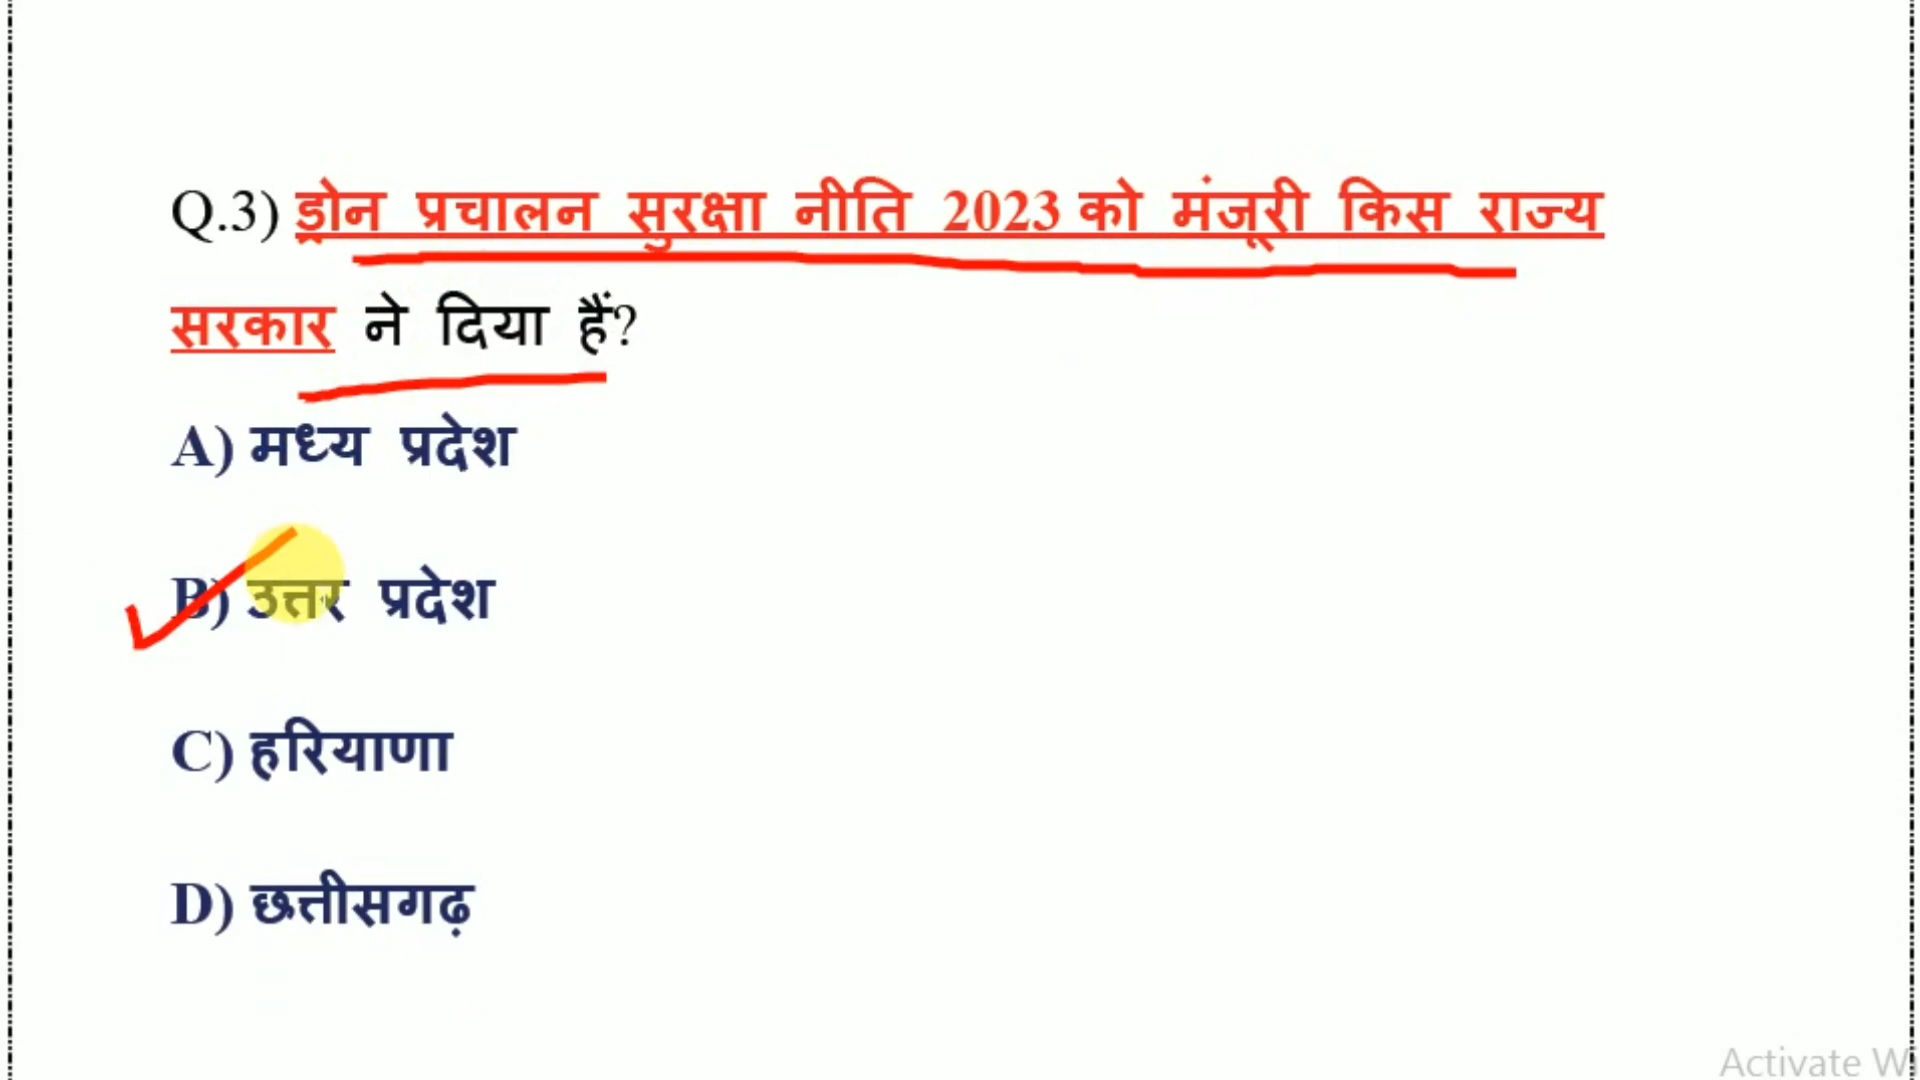 Q.3) ड्रोन प्रचालन सुरक्षा नीति 2023 को मंजूरी किस राज्य
सरकार ने दिया हैं?
A) मध्य प्रदेश
B) उत्तर प्रदेश
C) हरियाणा
D) छत्तीसगढ़
Activate W